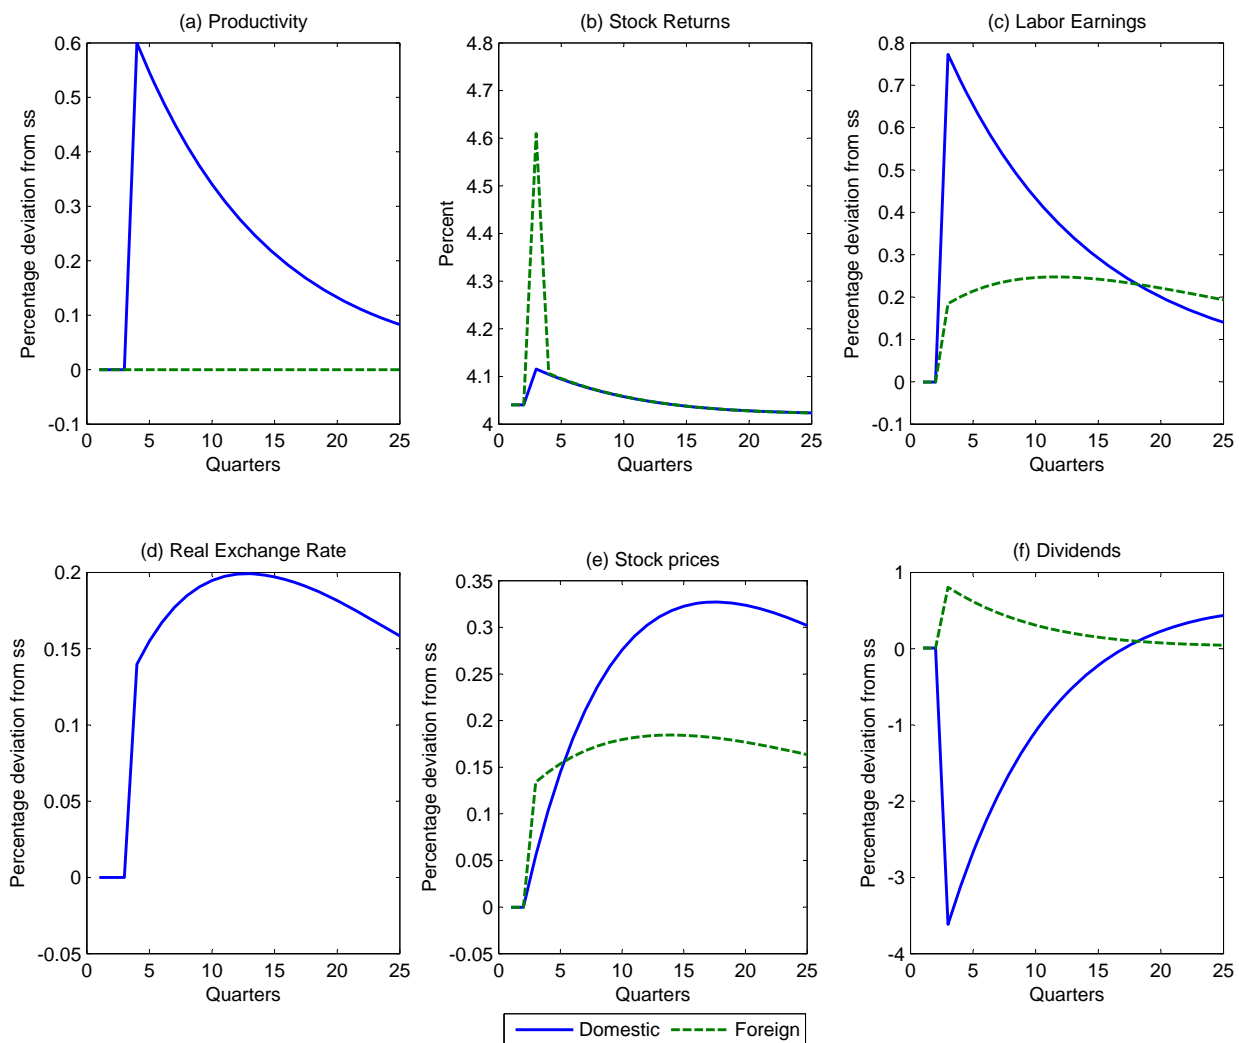 (a) Productivity
Percentage deviation from ss
0.6
0.5
0.4
0.3
0.2
0.1
0
-0.1
0 5 10 15 20 25
Quarters
(b) Stock Returns
Percent
4.8
4.7
4.6
4.5
4.4
4.3
4.2
4.1
4
0 5 10 15 20 25
Quarters
(c) Labor Earnings
Percentage deviation from ss
0.8
0.7
0.6
0.5
0.4
0.3
0.2
0.1
0
-0.1
0 5 10 15 20 25
Quarters
(d) Real Exchange Rate
Percentage deviation from ss
0.2
0.15
0.1
0.05
0
-0.05
0 5 10 15 20 25
Quarters
(e) Stock prices
Percentage deviation from ss
0.35
0.3
0.25
0.2
0.15
0.1
0.05
0
-0.05
0 5 10 15 20 25
Quarters
(f) Dividends
Percentage deviation from ss
1
0
-1
-2
-3
-4
0 5 10 15 20 25
Quarters
Domestic Foreign